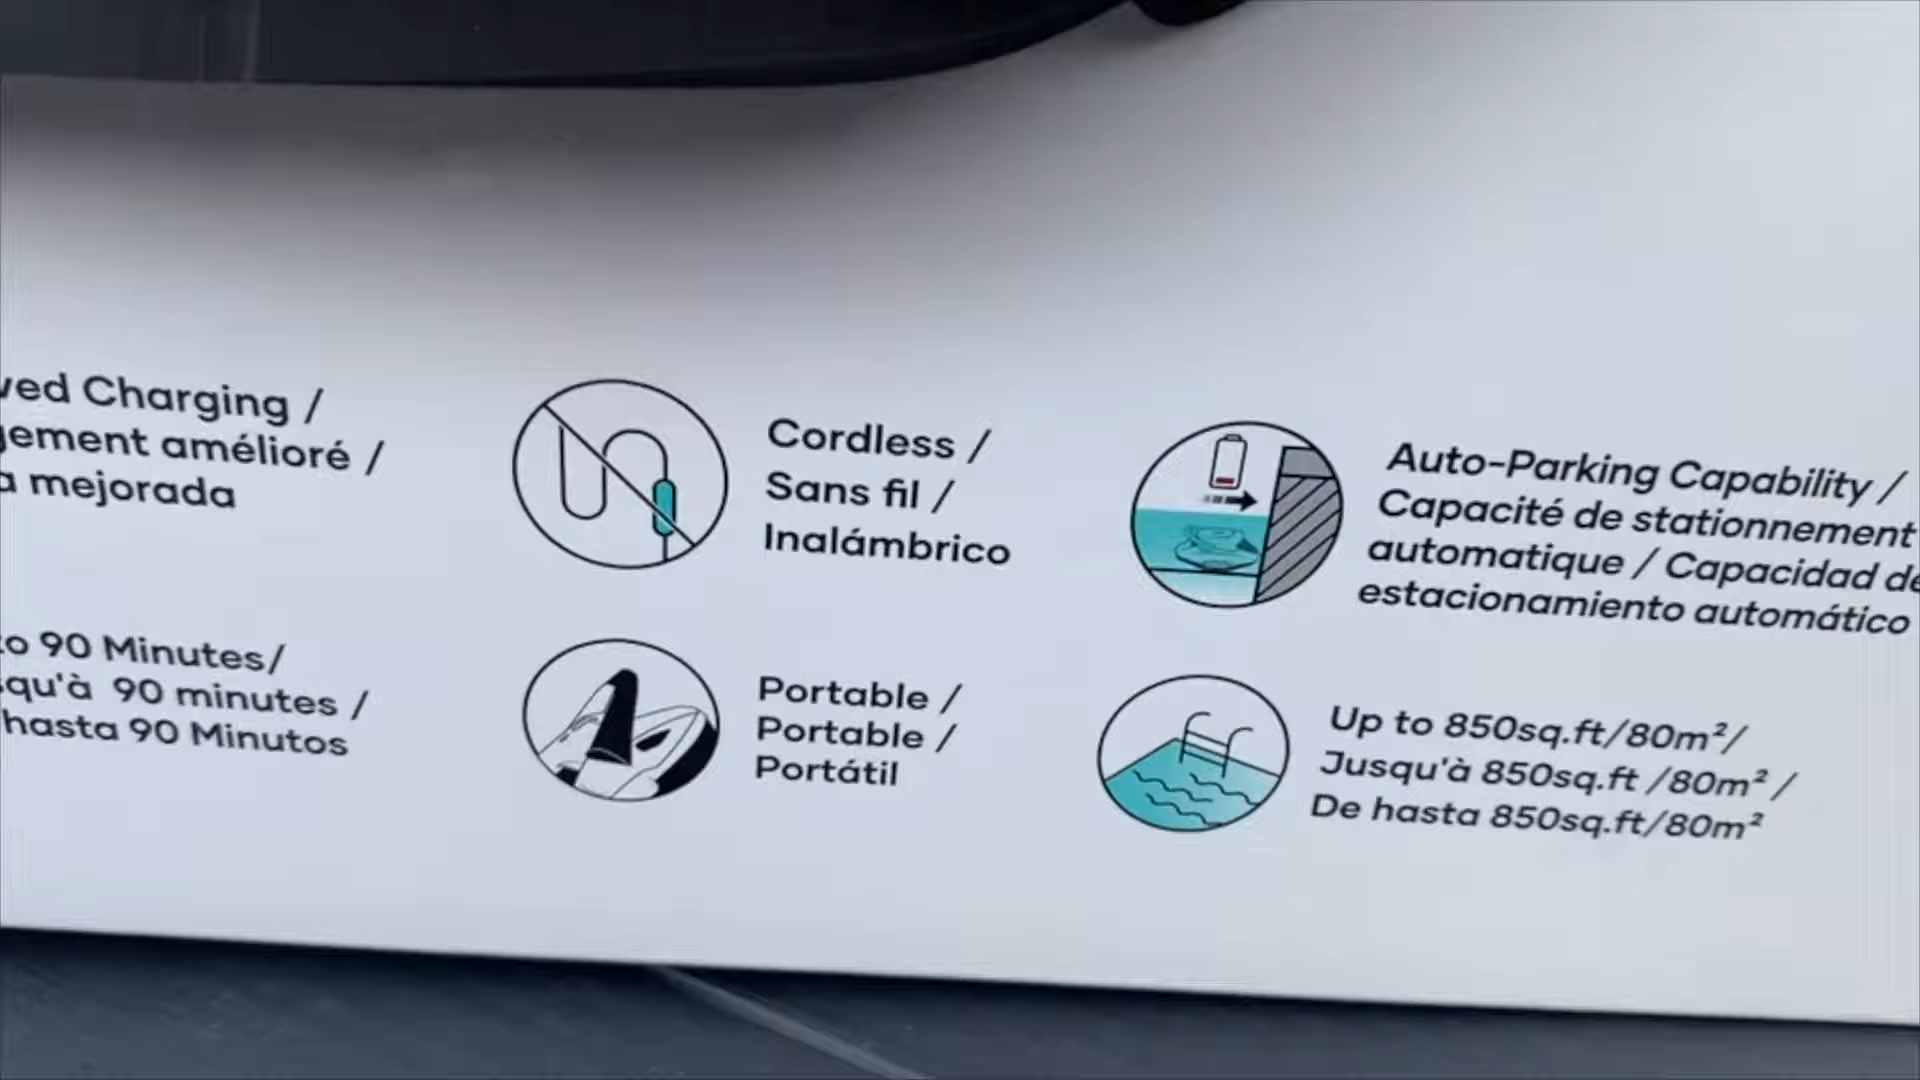 Charging /
amélioré /
mejorada
Cordless /
Sans fil /
Inalámbrico
Auto-Parking Capability /
Capacité de stationnement
automatique / Capacidad
estacionamiento automático
90 Minutes/
90 minutes /
hasta 90 Minutos
Portable /
Portable /
Portátil
Up to 850sq.ft/80m²/
Jusqu'à 850sq.ft /80m² /
De hasta 850sq.ft/80m²